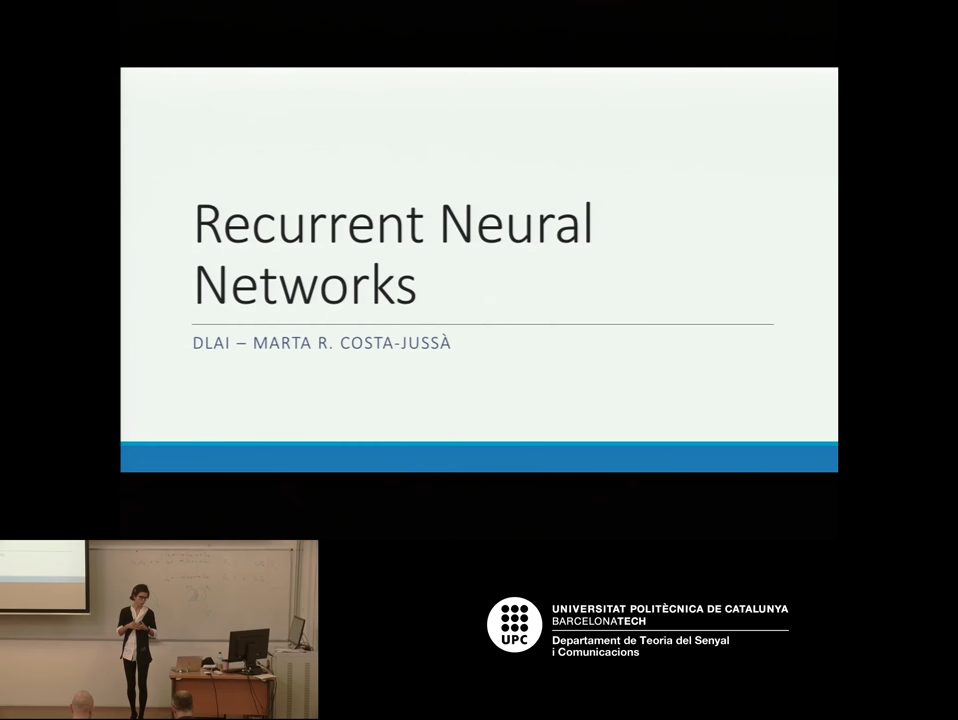 Recurrent Neural
Networks
DLAI – MARTA R. COSTA-JUSSÀ
UPC
UNIVERSITAT POLITÈCNICA DE CATALUNYA
BARCELONATECH
Departament de Teoria del Senyal
i Comunicacions